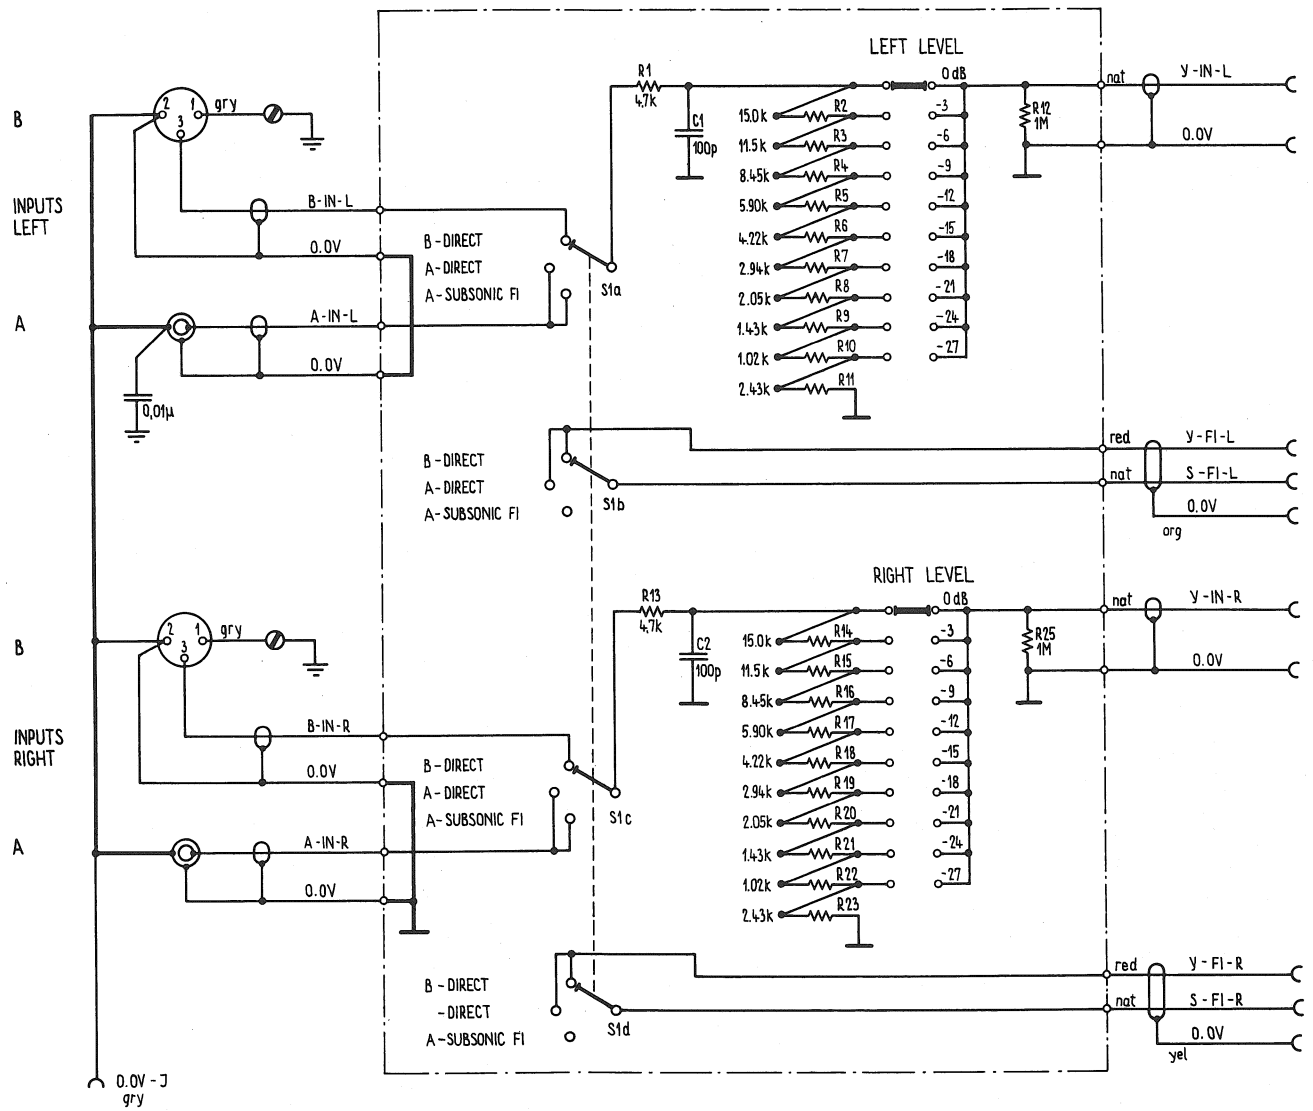 LEFT LEVEL
R1
4.7k
0 dB
nat
Y-IN-L
B
2
1
3
gry
C1
100p
15.0k
R2
-3
R12
1M
0.0V
11.5k
R3
-6
8.45k
R4
-9
INPUTS
LEFT
B-IN-L
5.90k
R5
-12
0.0V
B-DIRECT
4.22k
R6
-15
A-DIRECT
2.94k
R7
-18
A-SUBSONIC FI
S1a
2.05k
R8
-21
A
A-IN-L
1.43k
R9
-24
0.0V
1.02k
R10
-27
2.43k
R11
0,01µ
B-DIRECT
A-DIRECT
A-SUBSONIC FI
S1b
red
Y-FI-L
nat
S-FI-L
0.0V
org
RIGHT LEVEL
R13
4.7k
0 dB
nat
Y-IN-R
B
2
1
3
gry
C2
100p
15.0k
R14
-3
R25
1M
0.0V
11.5k
R15
-6
8.45k
R16
-9
INPUTS
RIGHT
B-IN-R
5.90k
R17
-12
0.0V
B-DIRECT
4.22k
R18
-15
A-DIRECT
2.94k
R19
-18
A-SUBSONIC FI
S1c
2.05k
R20
-21
A
A-IN-R
1.43k
R21
-24
0.0V
1.02k
R22
-27
2.43k
R23
B-DIRECT
-DIRECT
A-SUBSONIC FI
S1d
red
Y-FI-R
nat
S-FI-R
0.0V
yel
0.0V-J
gry